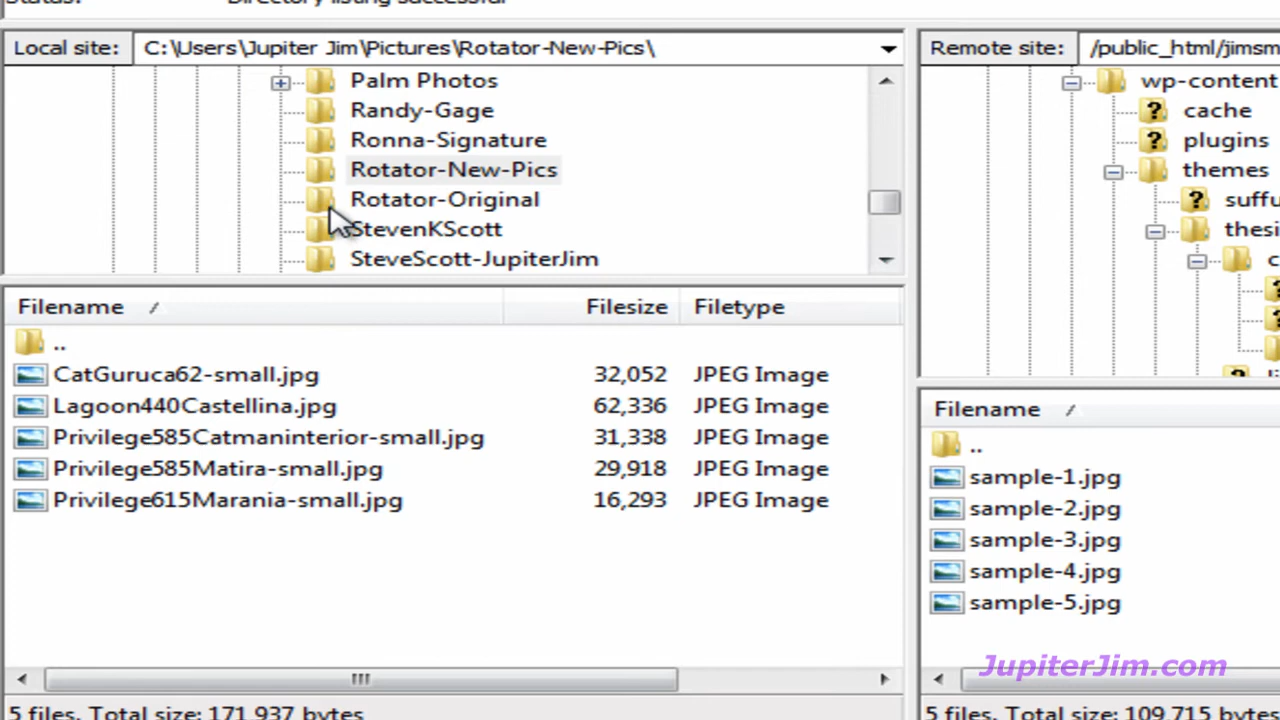 Status: Directory listing successful
Local site: C:\Users\Jupiter Jim\Pictures\Rotator-New-Pics\
Palm Photos
Randy-Gage
Ronna-Signature
Rotator-New-Pics
Rotator-Original
StevenKScott
SteveScott-JupiterJim
Filename / Filesize Filetype
..
CatGuruca62-small.jpg 32,052 JPEG Image
Lagoon440Castellina.jpg 62,336 JPEG Image
Privilege585Catmaninterior-small.jpg 31,338 JPEG Image
Privilege585Matira-small.jpg 29,918 JPEG Image
Privilege615Marania-small.jpg 16,293 JPEG Image
5 files. Total size: 171,937 bytes
Remote site: /public_html/jimsm
wp-content
? cache
? plugins
themes
? suffu
thesi
c
?
?
? li
Filename /
..
sample-1.jpg
sample-2.jpg
sample-3.jpg
sample-4.jpg
sample-5.jpg
JupiterJim.com
5 files. Total size: 109,715 bytes